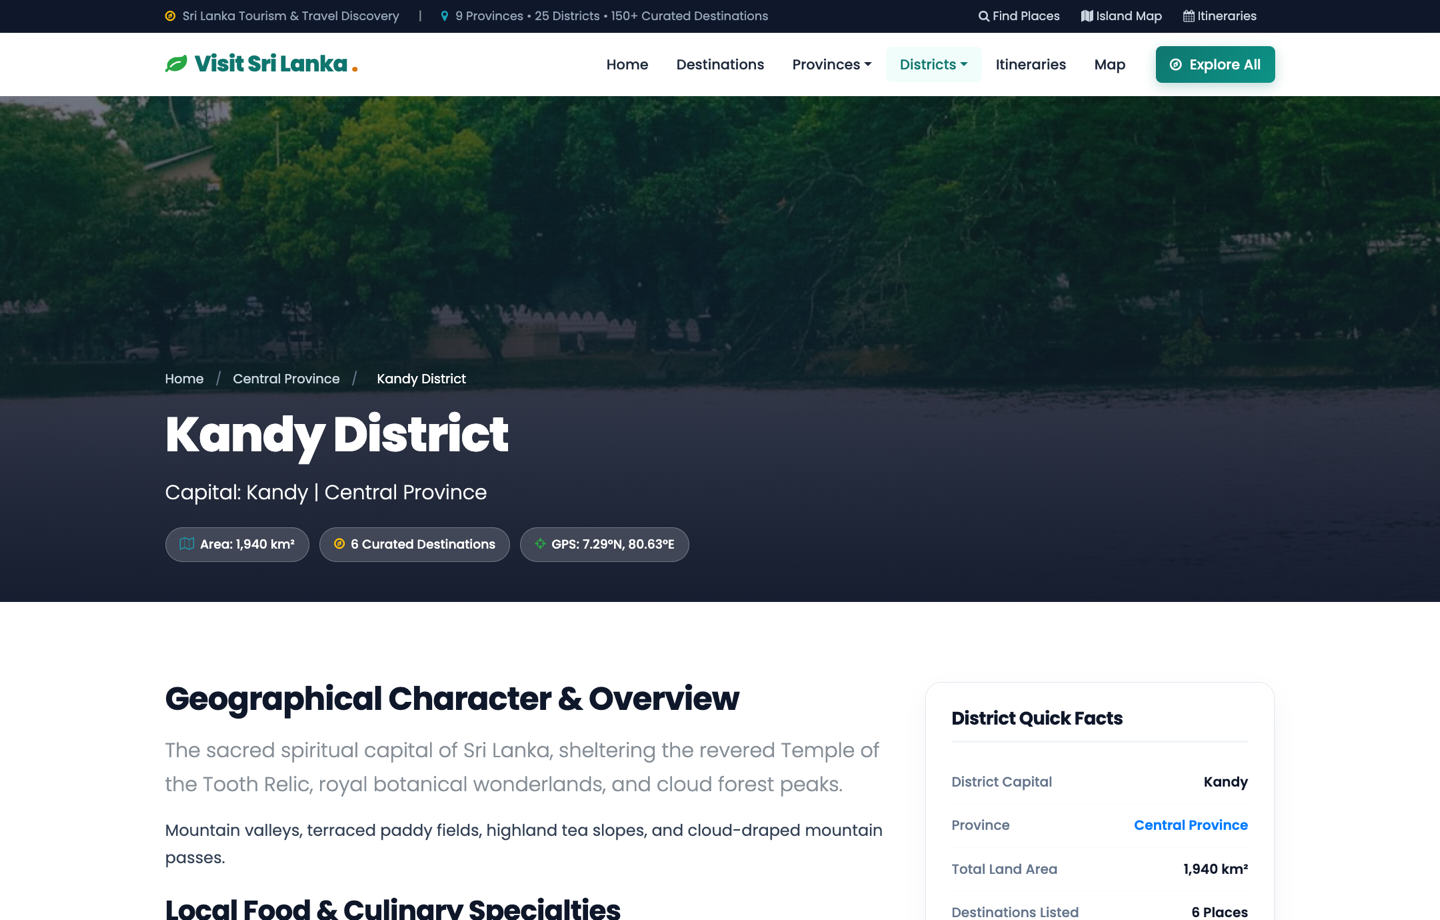 Sri Lanka Tourism & Travel Discovery | 9 Provinces • 25 Districts • 150+ Curated Destinations Find Places Island Map Itineraries
Visit Sri Lanka . Home Destinations Provinces Districts Itineraries Map Explore All
Home / Central Province / Kandy District
Kandy District
Capital: Kandy | Central Province
Area: 1,940 km² 6 Curated Destinations GPS: 7.29°N, 80.63°E
Geographical Character & Overview
The sacred spiritual capital of Sri Lanka, sheltering the revered Temple of
the Tooth Relic, royal botanical wonderlands, and cloud forest peaks.
Mountain valleys, terraced paddy fields, highland tea slopes, and cloud-draped mountain
passes.
Local Food & Culinary Specialties
District Quick Facts
District Capital Kandy
Province Central Province
Total Land Area 1,940 km²
Destinations Listed 6 Places